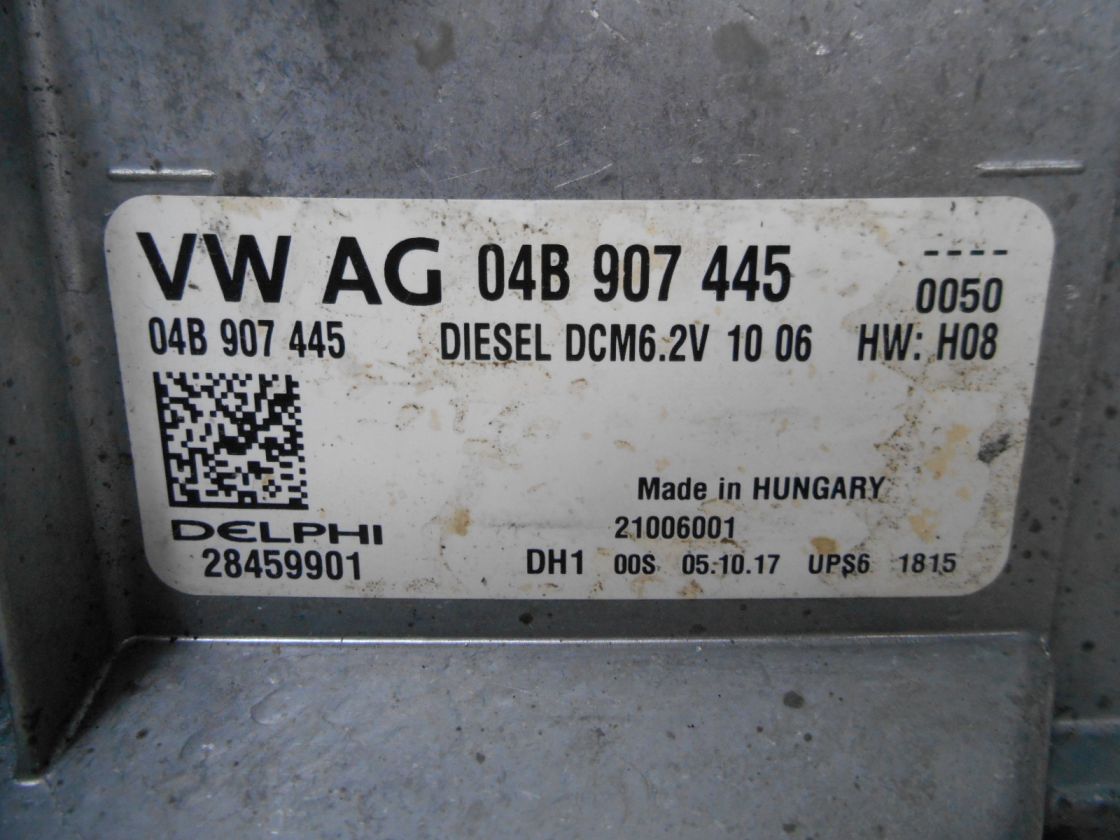 VW AG 04B 907 445 ----
0050
04B 907 445 DIESEL DCM6.2V 10 06 HW: H08
Made in HUNGARY
DELPHI 21006001
28459901 DH1 00S 05.10.17 UPS6 1815